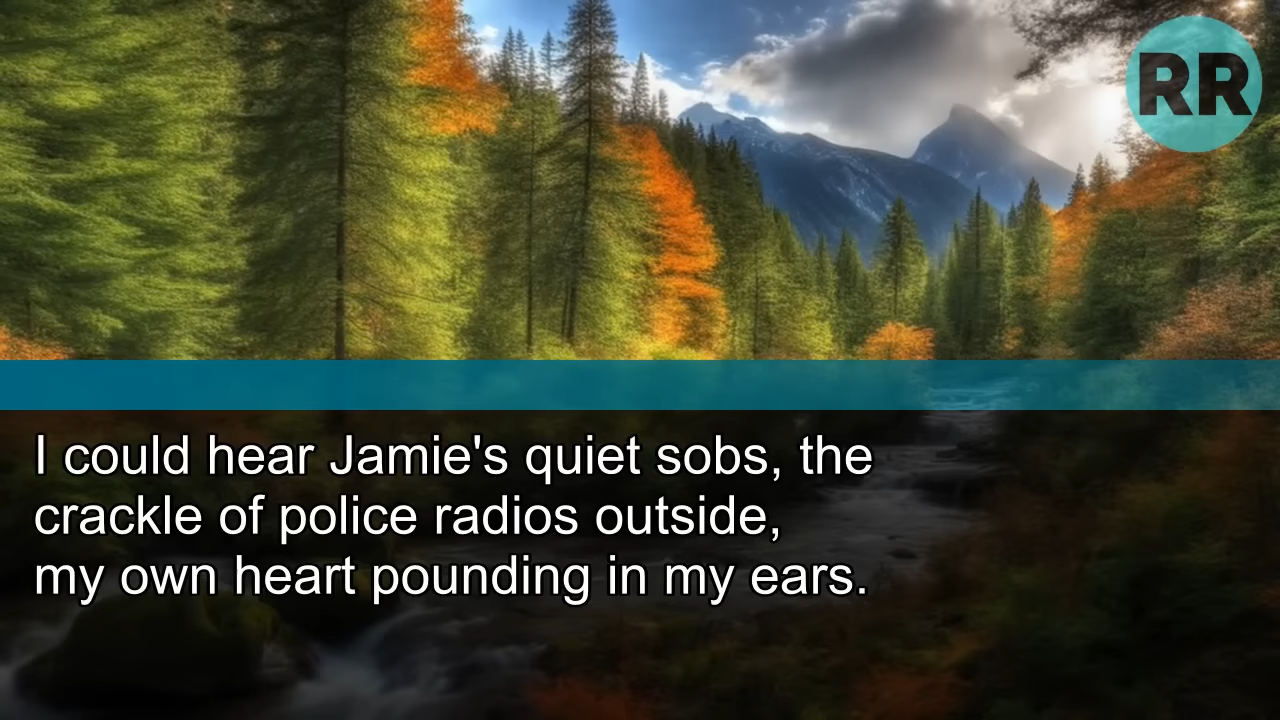 RR
I could hear Jamie's quiet sobs, the
crackle of police radios outside,
my own heart pounding in my ears.